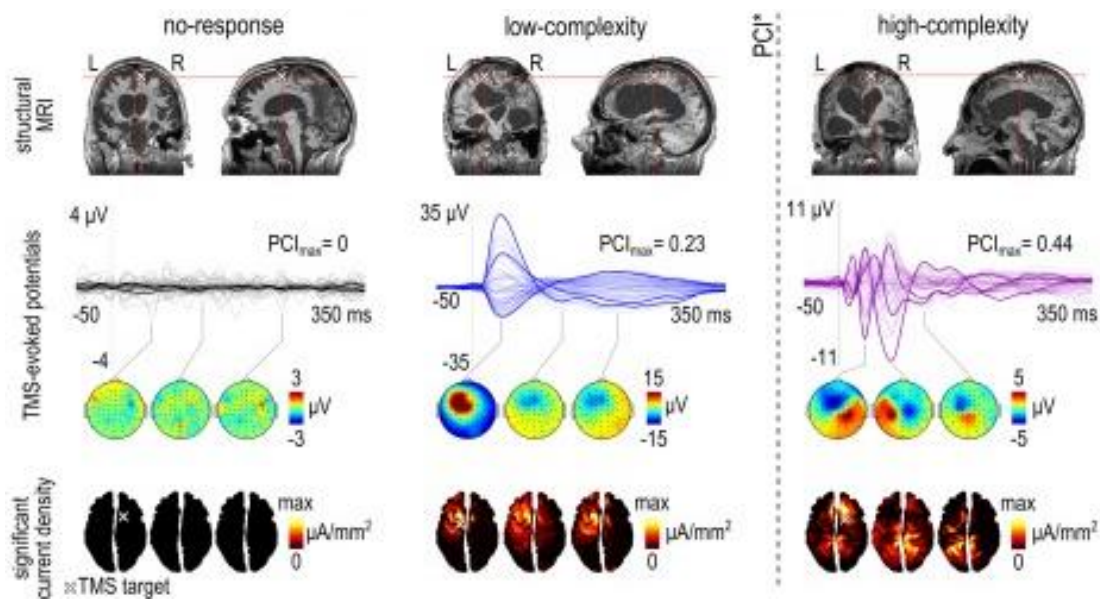 no-response
low-complexity
PCI*
high-complexity
structural
MRI
L R
L R
L R
TMS-evoked potentials
4 µV
PCImax= 0
-50
350 ms
-4
3
µV
-3
35 µV
PCImax= 0.23
-50
350 ms
-35
15
µV
-15
11 µV
PCImax= 0.44
-50
350 ms
-11
5
µV
-5
significant
current density
max
µA/mm²
0
max
µA/mm²
0
max
µA/mm²
0
TMS target